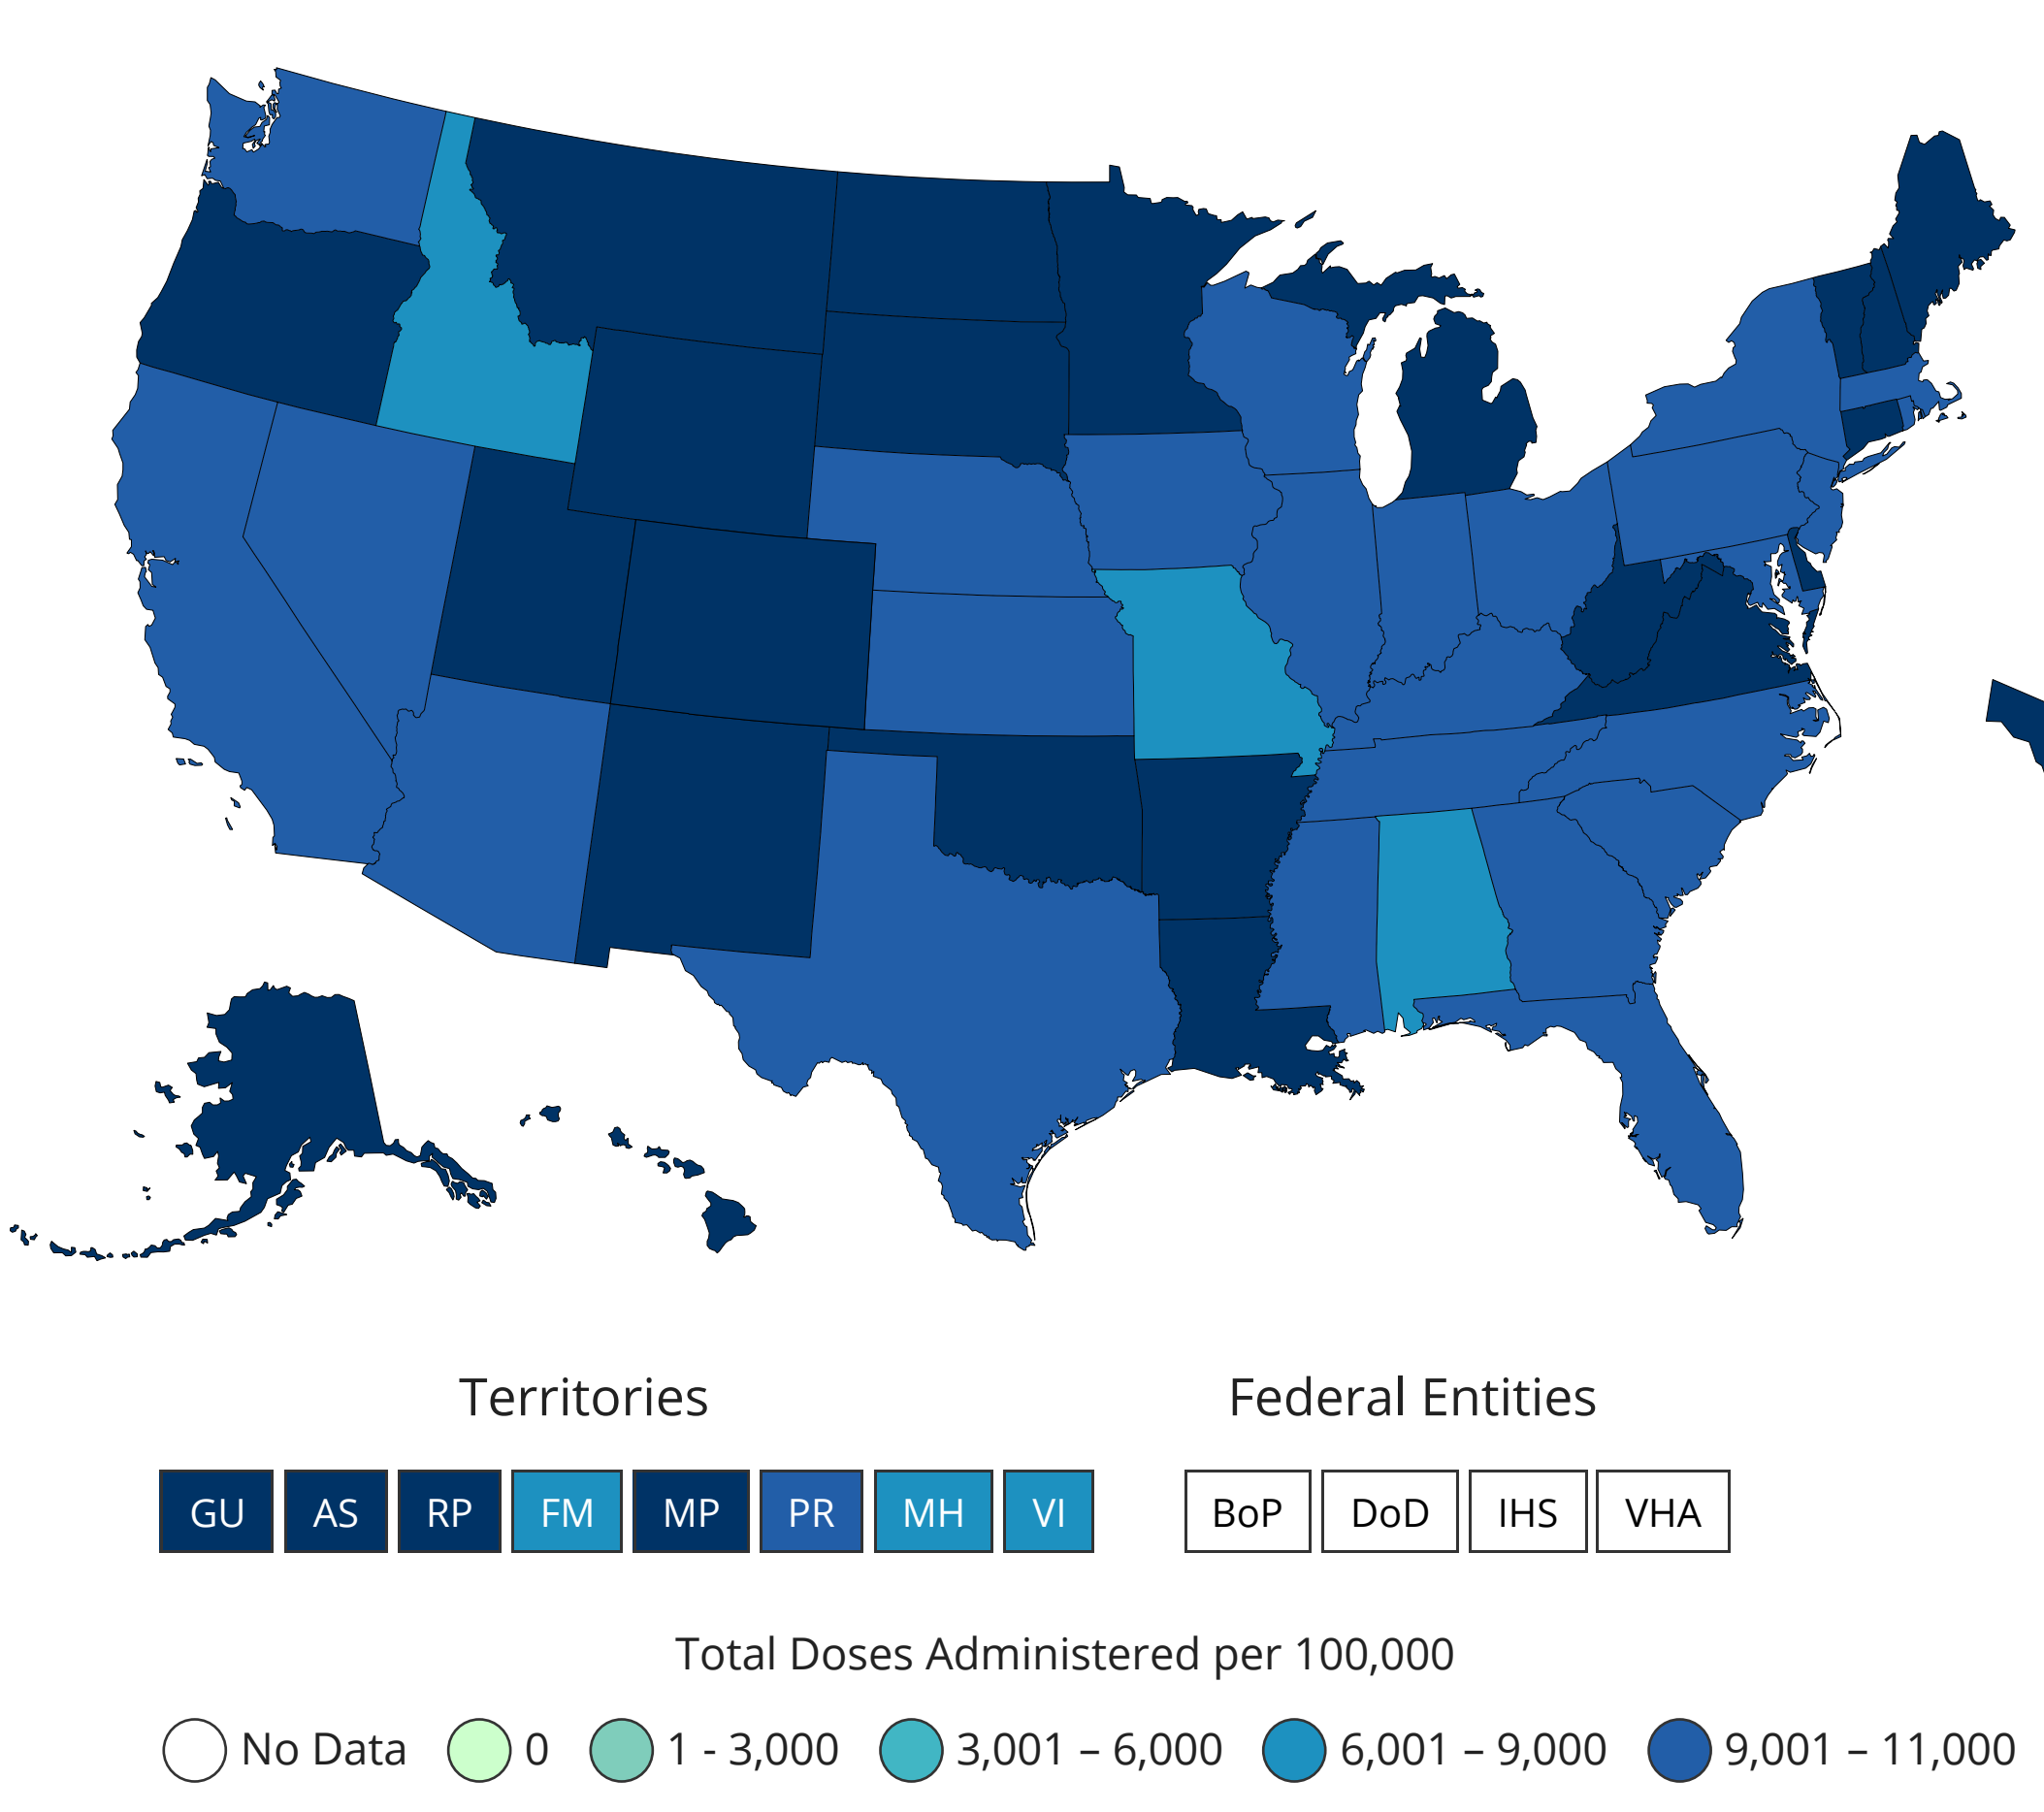 Territories Federal Entities
GU AS RP FM MP PR MH VI BoP DoD IHS VHA
Total Doses Administered per 100,000
No Data 0 1 - 3,000 3,001 – 6,000 6,001 – 9,000 9,001 – 11,000